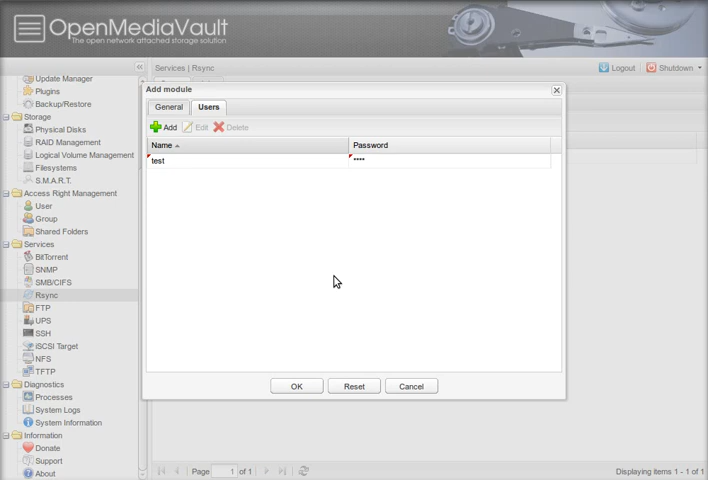 OpenMediaVault
The open network attached storage solution
Services | Rsync
Logout
Shutdown
Update Manager
Plugins
Backup/Restore
Storage
Physical Disks
RAID Management
Logical Volume Management
Filesystems
S.M.A.R.T.
Access Right Management
User
Group
Shared Folders
Services
BitTorrent
SNMP
SMB/CIFS
Rsync
FTP
UPS
SSH
iSCSI Target
NFS
TFTP
Diagnostics
Processes
System Logs
System Information
Information
Donate
Support
About
Add module
General Users
Add Edit Delete
Name Password
test ****
OK Reset Cancel
Page 1 of 1
Displaying items 1 - 1 of 1